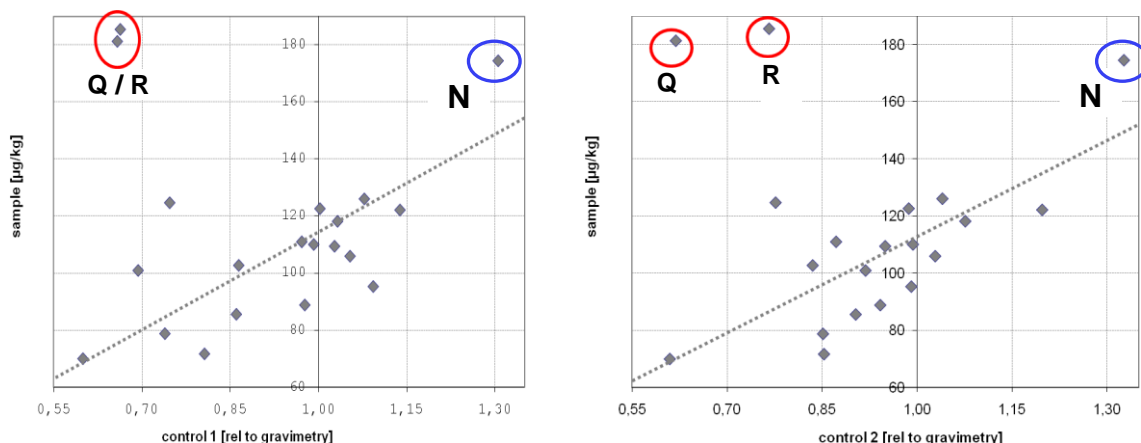 180
Q / R
N
160
sample [µg/kg]
140
120
100
80
60
0,55 0,70 0,85 1,00 1,15 1,30
control 1 [rel to gravimetry]
180
Q R
N
160
sample [µg/kg]
140
120
100
80
60
0,55 0,70 0,85 1,00 1,15 1,30
control 2 [rel to gravimetry]